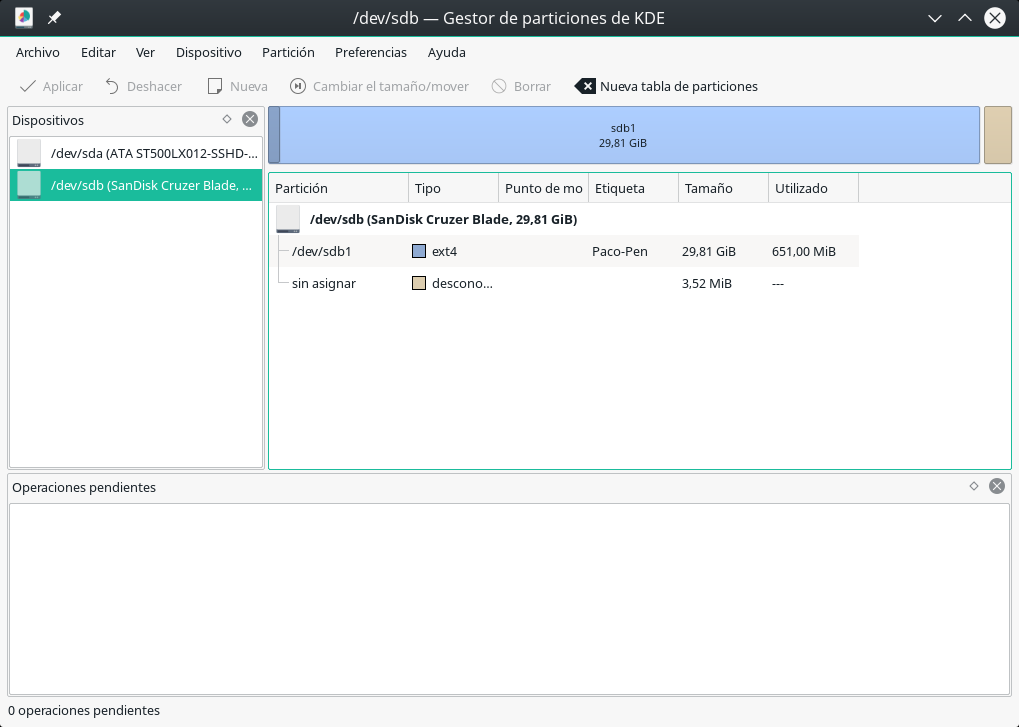 /dev/sdb — Gestor de particiones de KDE
Archivo Editar Ver Dispositivo Partición Preferencias Ayuda
Aplicar Deshacer Nueva Cambiar el tamaño/mover Borrar Nueva tabla de particiones
Dispositivos
/dev/sda (ATA ST500LX012-SSHD-...
/dev/sdb (SanDisk Cruzer Blade, ...
sdb1
29,81 GiB
Partición Tipo Punto de mo Etiqueta Tamaño Utilizado
/dev/sdb (SanDisk Cruzer Blade, 29,81 GiB)
/dev/sdb1 ext4 Paco-Pen 29,81 GiB 651,00 MiB
sin asignar descono... 3,52 MiB ---
Operaciones pendientes
0 operaciones pendientes